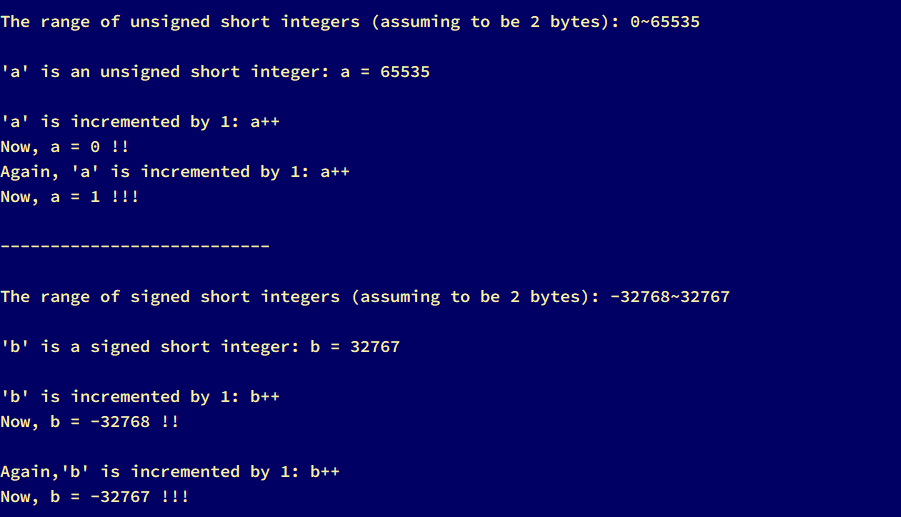 The range of unsigned short integers (assuming to be 2 bytes): 0~65535
'a' is an unsigned short integer: a = 65535
'a' is incremented by 1: a++
Now, a = 0 !!
Again, 'a' is incremented by 1: a++
Now, a = 1 !!!
---------------------------
The range of signed short integers (assuming to be 2 bytes): -32768~32767
'b' is a signed short integer: b = 32767
'b' is incremented by 1: b++
Now, b = -32768 !!
Again,'b' is incremented by 1: b++
Now, b = -32767 !!!